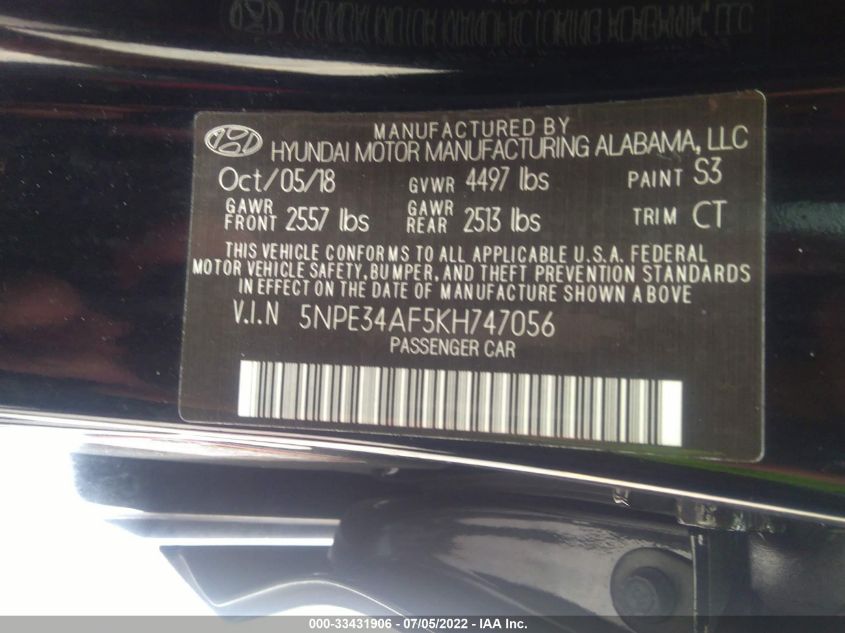 MANUFACTURED BY
HYUNDAI MOTOR MANUFACTURING ALABAMA, LLC
Oct/05/18 GVWR 4497 lbs PAINT S3
GAWR FRONT 2557 lbs GAWR REAR 2513 lbs TRIM CT
THIS VEHICLE CONFORMS TO ALL APPLICABLE U.S.A. FEDERAL
MOTOR VEHICLE SAFETY, BUMPER, AND THEFT PREVENTION STANDARDS
IN EFFECT ON THE DATE OF MANUFACTURE SHOWN ABOVE
V.I.N 5NPE34AF5KH747056
PASSENGER CAR
000-33431906 - 07/05/2022 - IAA Inc.